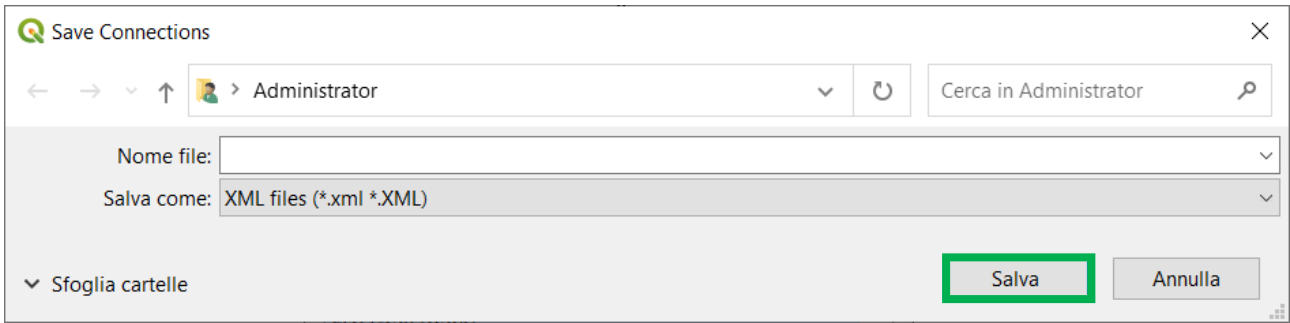 Save Connections
Administrator
Cerca in Administrator
Nome file:
Salva come: XML files (*.xml *.XML)
Sfoglia cartelle
Salva
Annulla